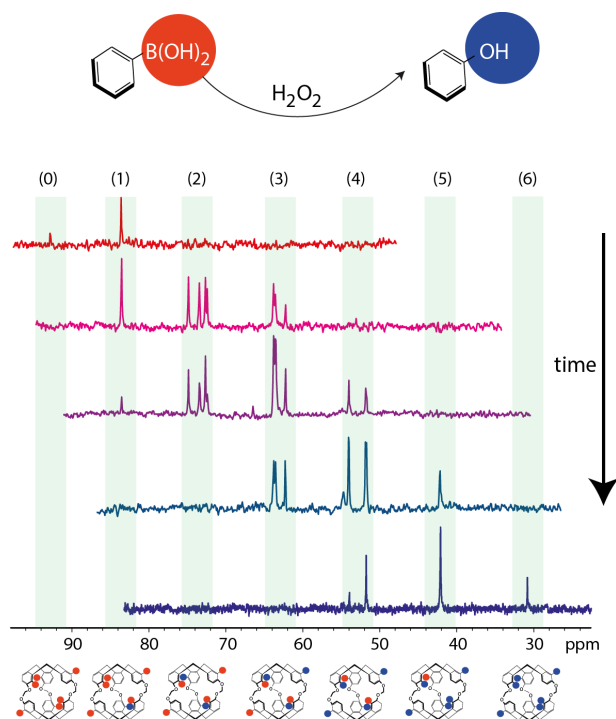 B(OH)₂
OH
H₂O₂
(0) (1) (2) (3) (4) (5) (6)
time
90 80 70 60 50 40 30 ppm